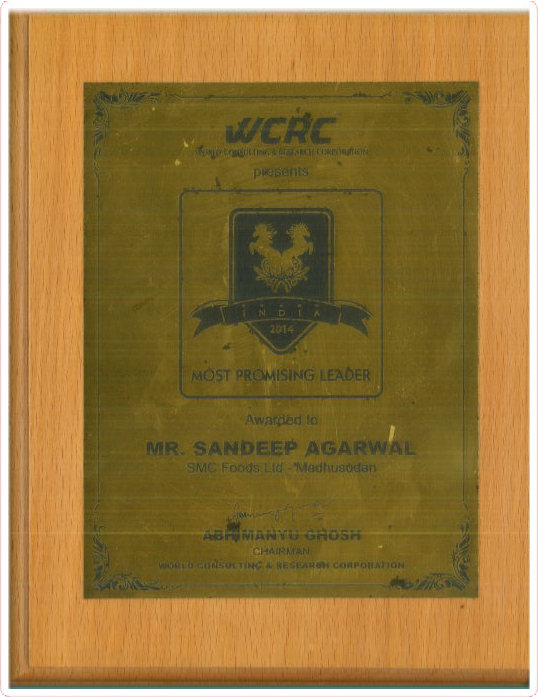 WCRC
WORLD CONSULTING & RESEARCH CORPORATION
presents
INDIA
2014
MOST PROMISING LEADER
Awarded to
MR. SANDEEP AGARWAL
SMC Foods Ltd - Madhusudan
ABHIMANYU GHOSH
CHAIRMAN
WORLD CONSULTING & RESEARCH CORPORATION